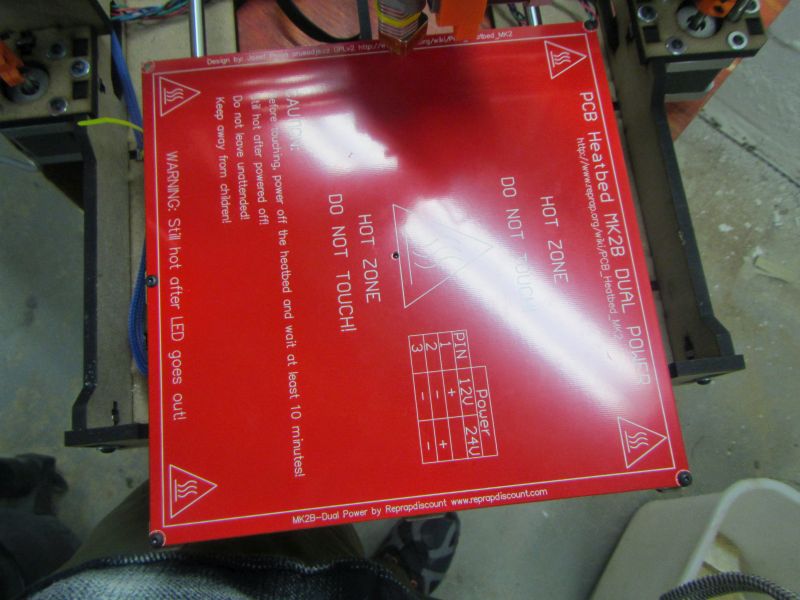 PCB Heatbed MK2B DUAL POWER
http://www.reprap.org/wiki/PCB_Heatbed_MK2
HOT ZONE
DO NOT TOUCH!
HOT ZONE
DO NOT TOUCH!
Power
PIN 12V 24V
1 + +
2 - -
3 - -
CAUTION:
Before touching, power off the heatbed and wait at least 10 minutes!
Still hot after powered off!
Do not leave unattended!
Keep away from children!
WARNING: Still hot after LED goes out!
Design by: Josef GPLv2
MK2B-Dual Power by Reprapdiscount www.reprapdiscount.com